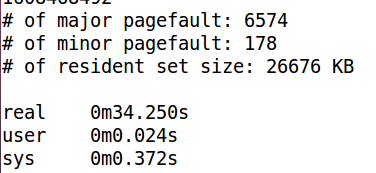 # of major pagefault: 6574
# of minor pagefault: 178
# of resident set size: 26676 KB
real 0m34.250s
user 0m0.024s
sys 0m0.372s